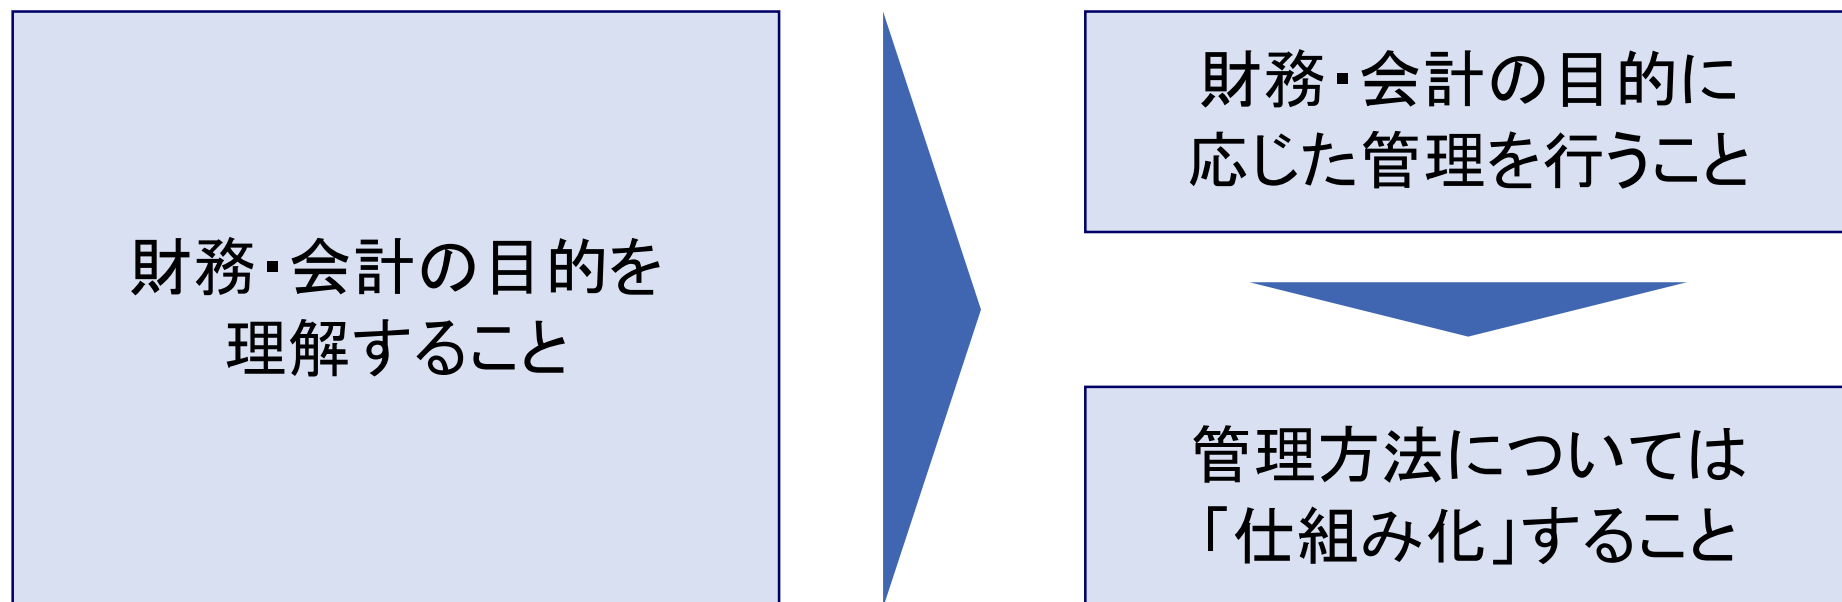 財務・会計の目的を
理解すること
財務・会計の目的に
応じた管理を行うこと
管理方法については
「仕組み化」すること